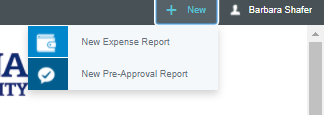 + New
Barbara Shafer
New Expense Report
New Pre-Approval Report